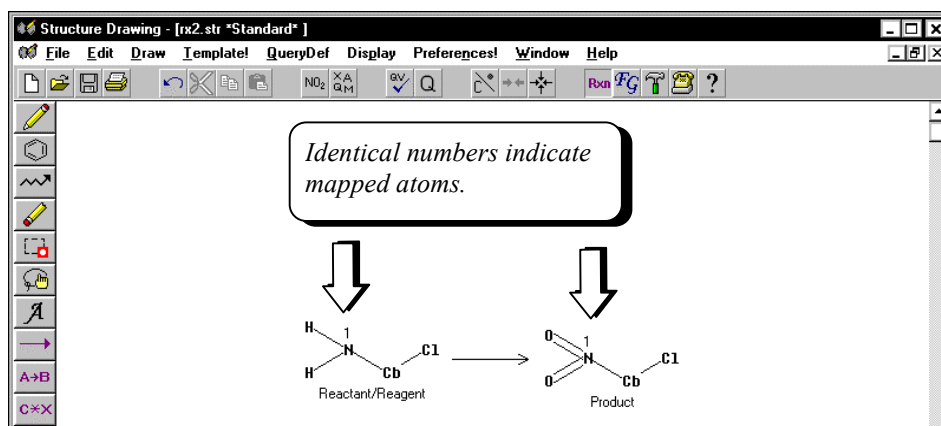 Structure Drawing - [rx2.str *Standard* ]
File Edit Draw Template! QueryDef Display Preferences! Window Help
NO₂ XA QM QV Q C Rxn FG ?
Identical numbers indicate
mapped atoms.
H 1 N H Cb Cl
O 1 N O Cb Cl
Reactant/Reagent
Product
A
A→B
C✳X